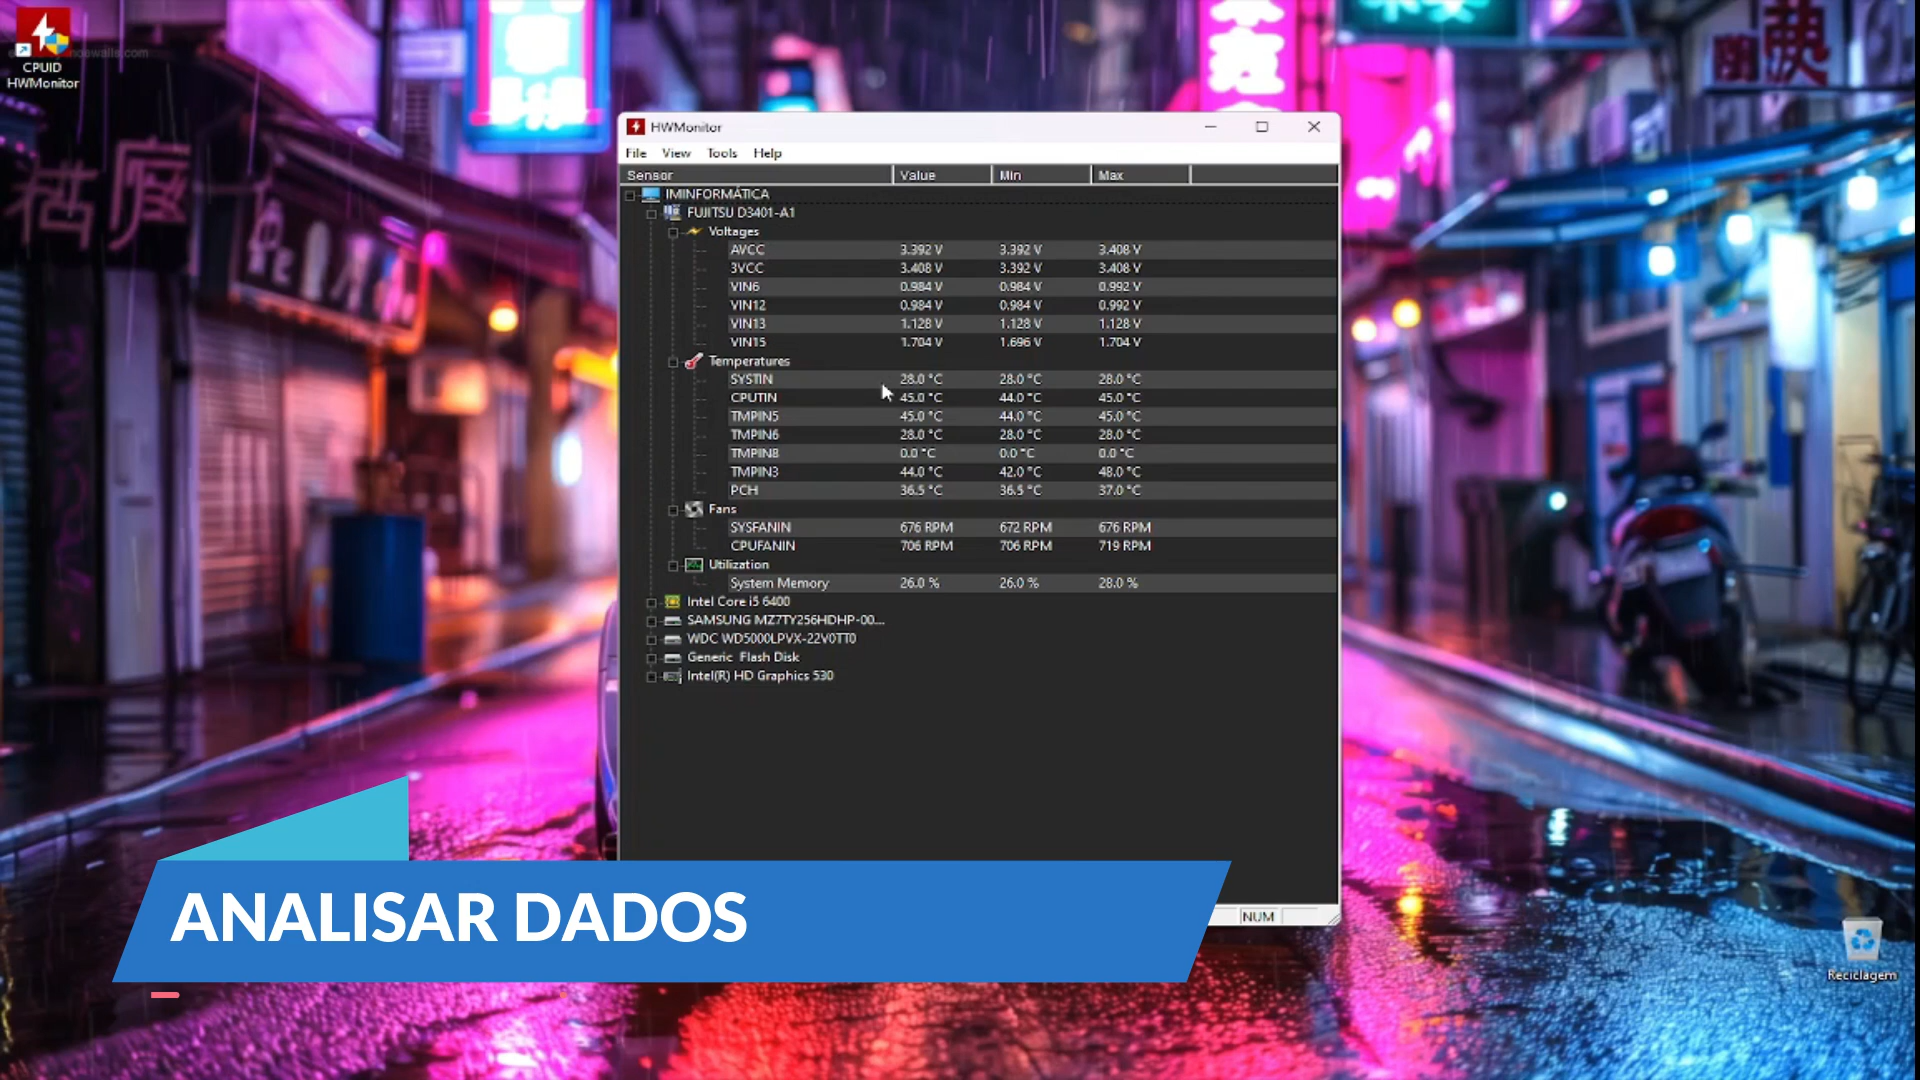 CPUID
HWMonitor
HWMonitor
File View Tools Help
Sensor Value Min Max
IMINFORMÁTICA
FUJITSU D3401-A1
Voltages
AVCC 3.392 V 3.392 V 3.408 V
3VCC 3.408 V 3.392 V 3.408 V
VIN6 0.984 V 0.984 V 0.992 V
VIN12 0.984 V 0.984 V 0.992 V
VIN13 1.128 V 1.128 V 1.128 V
VIN15 1.704 V 1.696 V 1.704 V
Temperatures
SYSTIN 28.0 °C 28.0 °C 28.0 °C
CPUTIN 45.0 °C 44.0 °C 45.0 °C
TMPIN5 45.0 °C 44.0 °C 45.0 °C
TMPIN6 28.0 °C 28.0 °C 28.0 °C
TMPIN8 0.0 °C 0.0 °C 0.0 °C
TMPIN3 44.0 °C 42.0 °C 48.0 °C
PCH 36.5 °C 36.5 °C 37.0 °C
Fans
SYSFANIN 676 RPM 672 RPM 676 RPM
CPUFANIN 706 RPM 706 RPM 719 RPM
Utilization
System Memory 26.0 % 26.0 % 28.0 %
Intel Core i5 6400
SAMSUNG MZ7TY256HDHP-00...
WDC WD5000LPVX-22V0TT0
Generic Flash Disk
Intel(R) HD Graphics 530
NUM
ANALISAR DADOS
Reciclagem